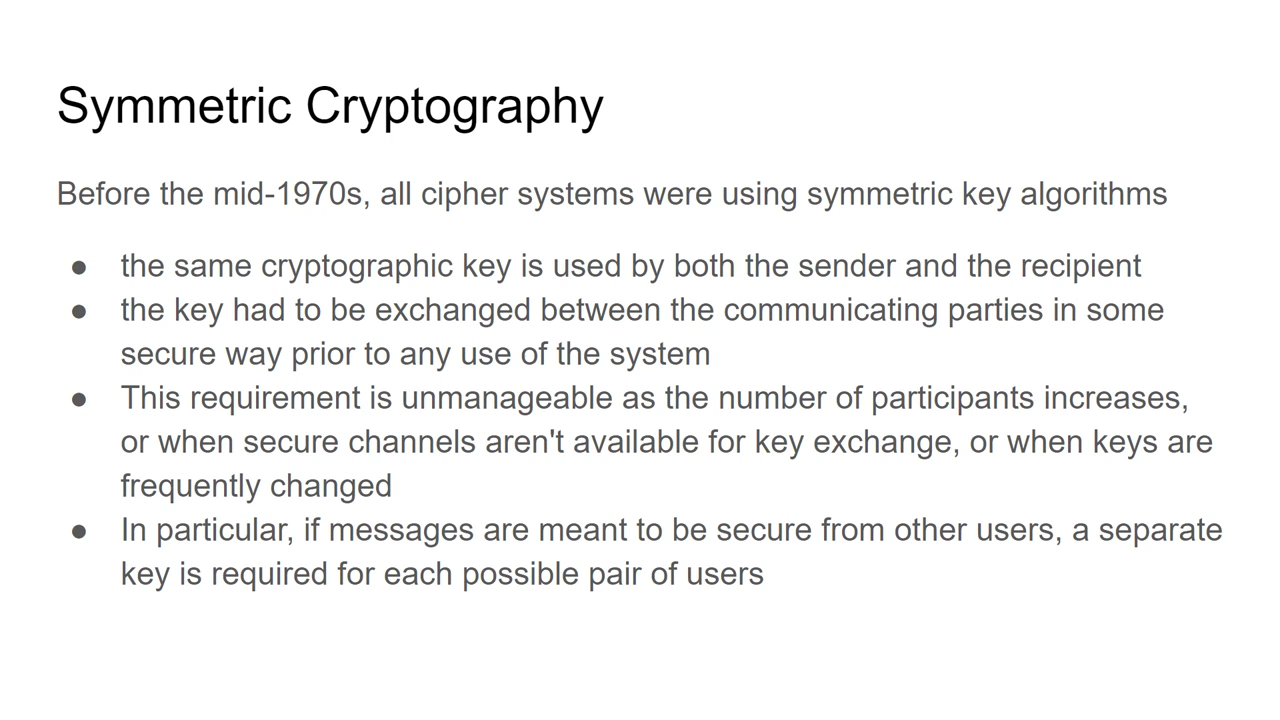 Symmetric Cryptography
Before the mid-1970s, all cipher systems were using symmetric key algorithms
● the same cryptographic key is used by both the sender and the recipient
● the key had to be exchanged between the communicating parties in some
secure way prior to any use of the system
● This requirement is unmanageable as the number of participants increases,
or when secure channels aren't available for key exchange, or when keys are
frequently changed
● In particular, if messages are meant to be secure from other users, a separate
key is required for each possible pair of users